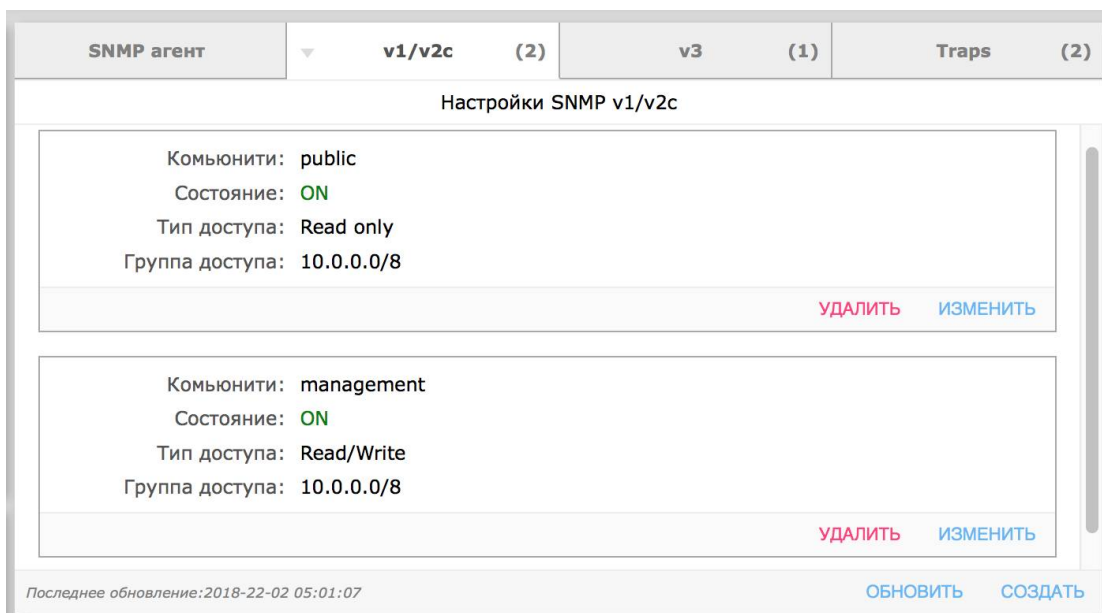 SNMP агент v1/v2c (2) v3 (1) Traps (2)
Настройки SNMP v1/v2c
Комьюнити: public
Состояние: ON
Тип доступа: Read only
Группа доступа: 10.0.0.0/8
УДАЛИТЬ ИЗМЕНИТЬ
Комьюнити: management
Состояние: ON
Тип доступа: Read/Write
Группа доступа: 10.0.0.0/8
УДАЛИТЬ ИЗМЕНИТЬ
Последнее обновление:2018-22-02 05:01:07 ОБНОВИТЬ СОЗДАТЬ